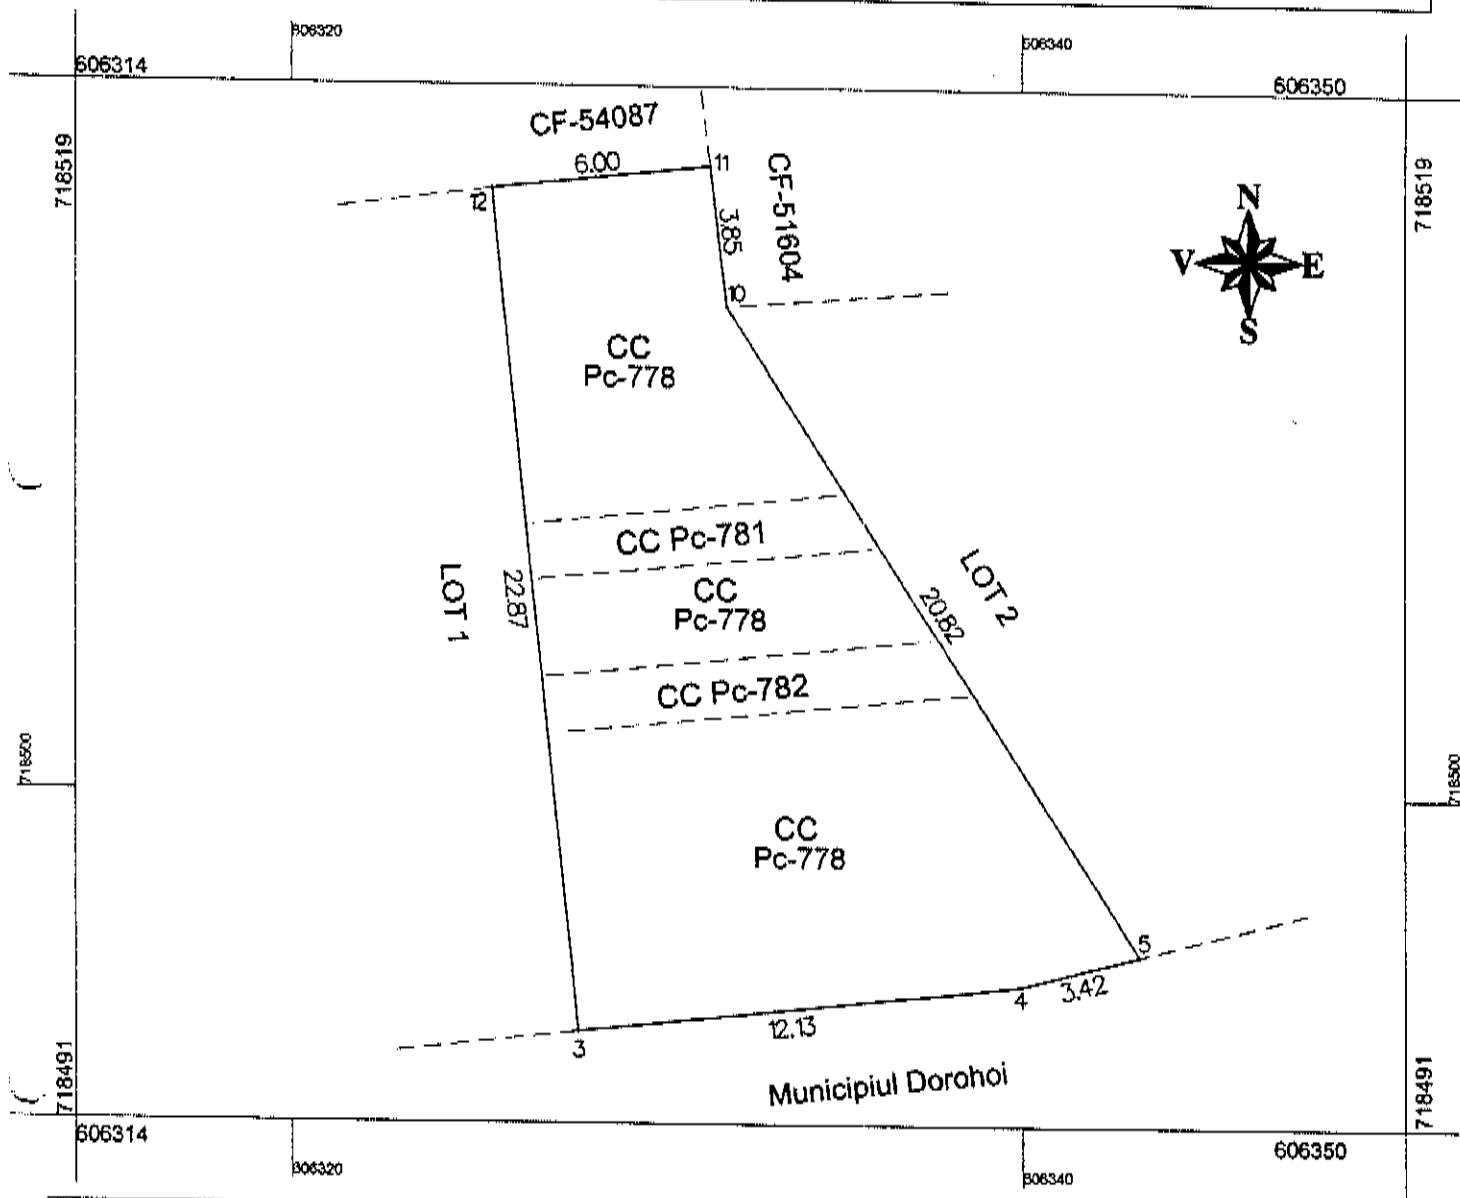 606320
606340
606314
606350
CF-54087
718519
718519
6.00
11
12
CF-51604
3.85
N
V
E
S
10
CC
Pc-778
CC Pc-781
LOT 1
22.87
CC
Pc-778
LOT 2
20.82
CC Pc-782
718500
718500
CC
Pc-778
5
4
3.42
12.13
3
718491
718491
Municipiul Dorohoi
606314
606350
606320
606340